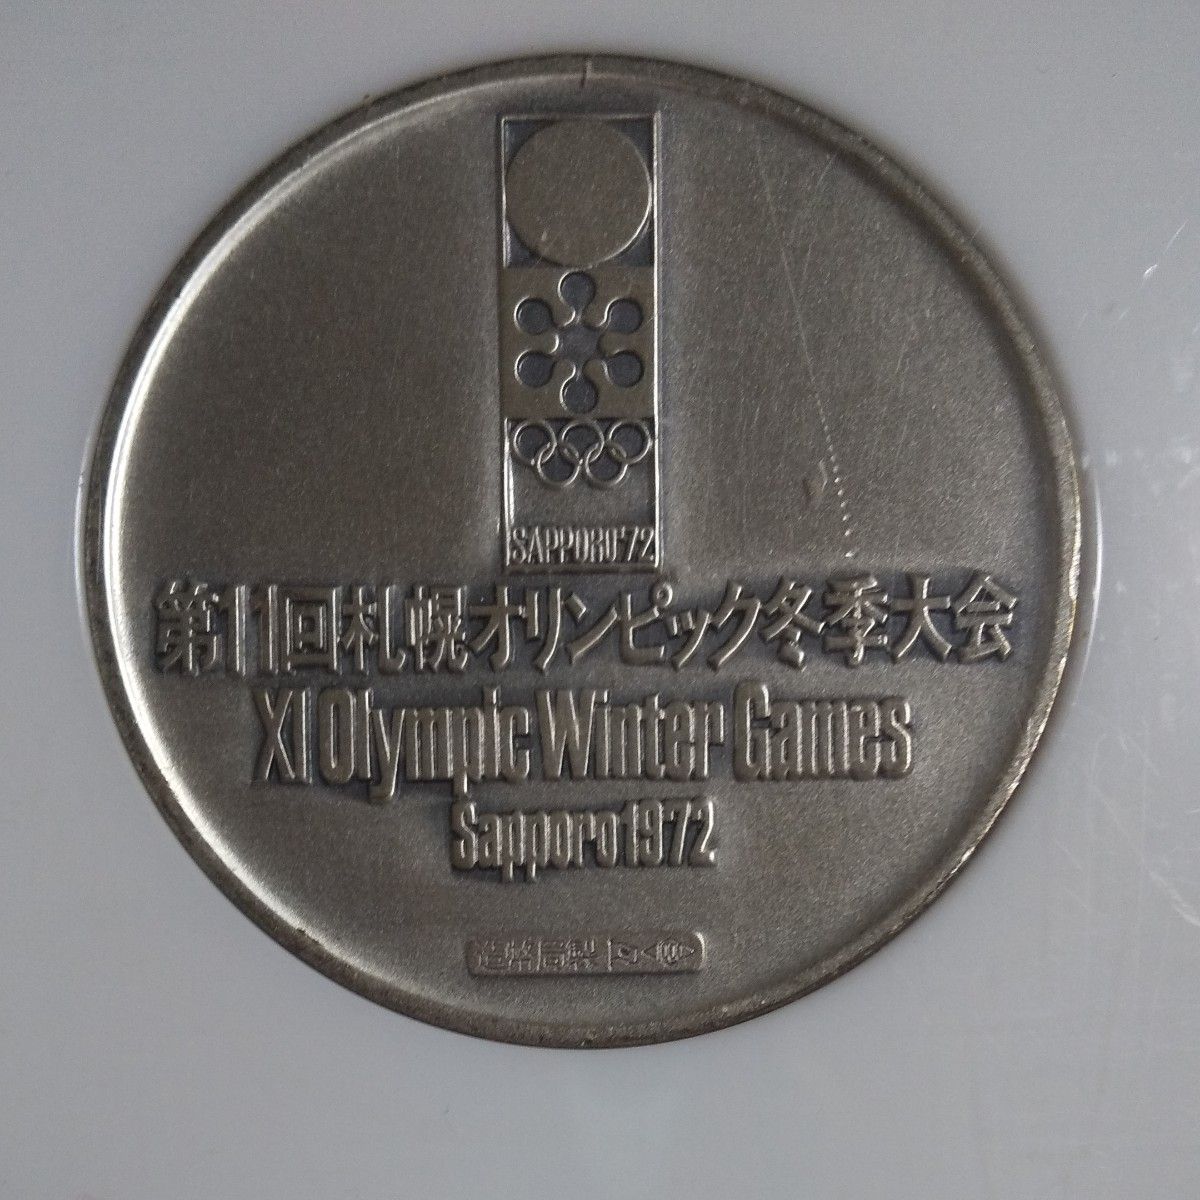 SAPPORO'72
第11回札幌オリンピック冬季大会
XI Olympic Winter Games
Sapporo 1972
造幣局製